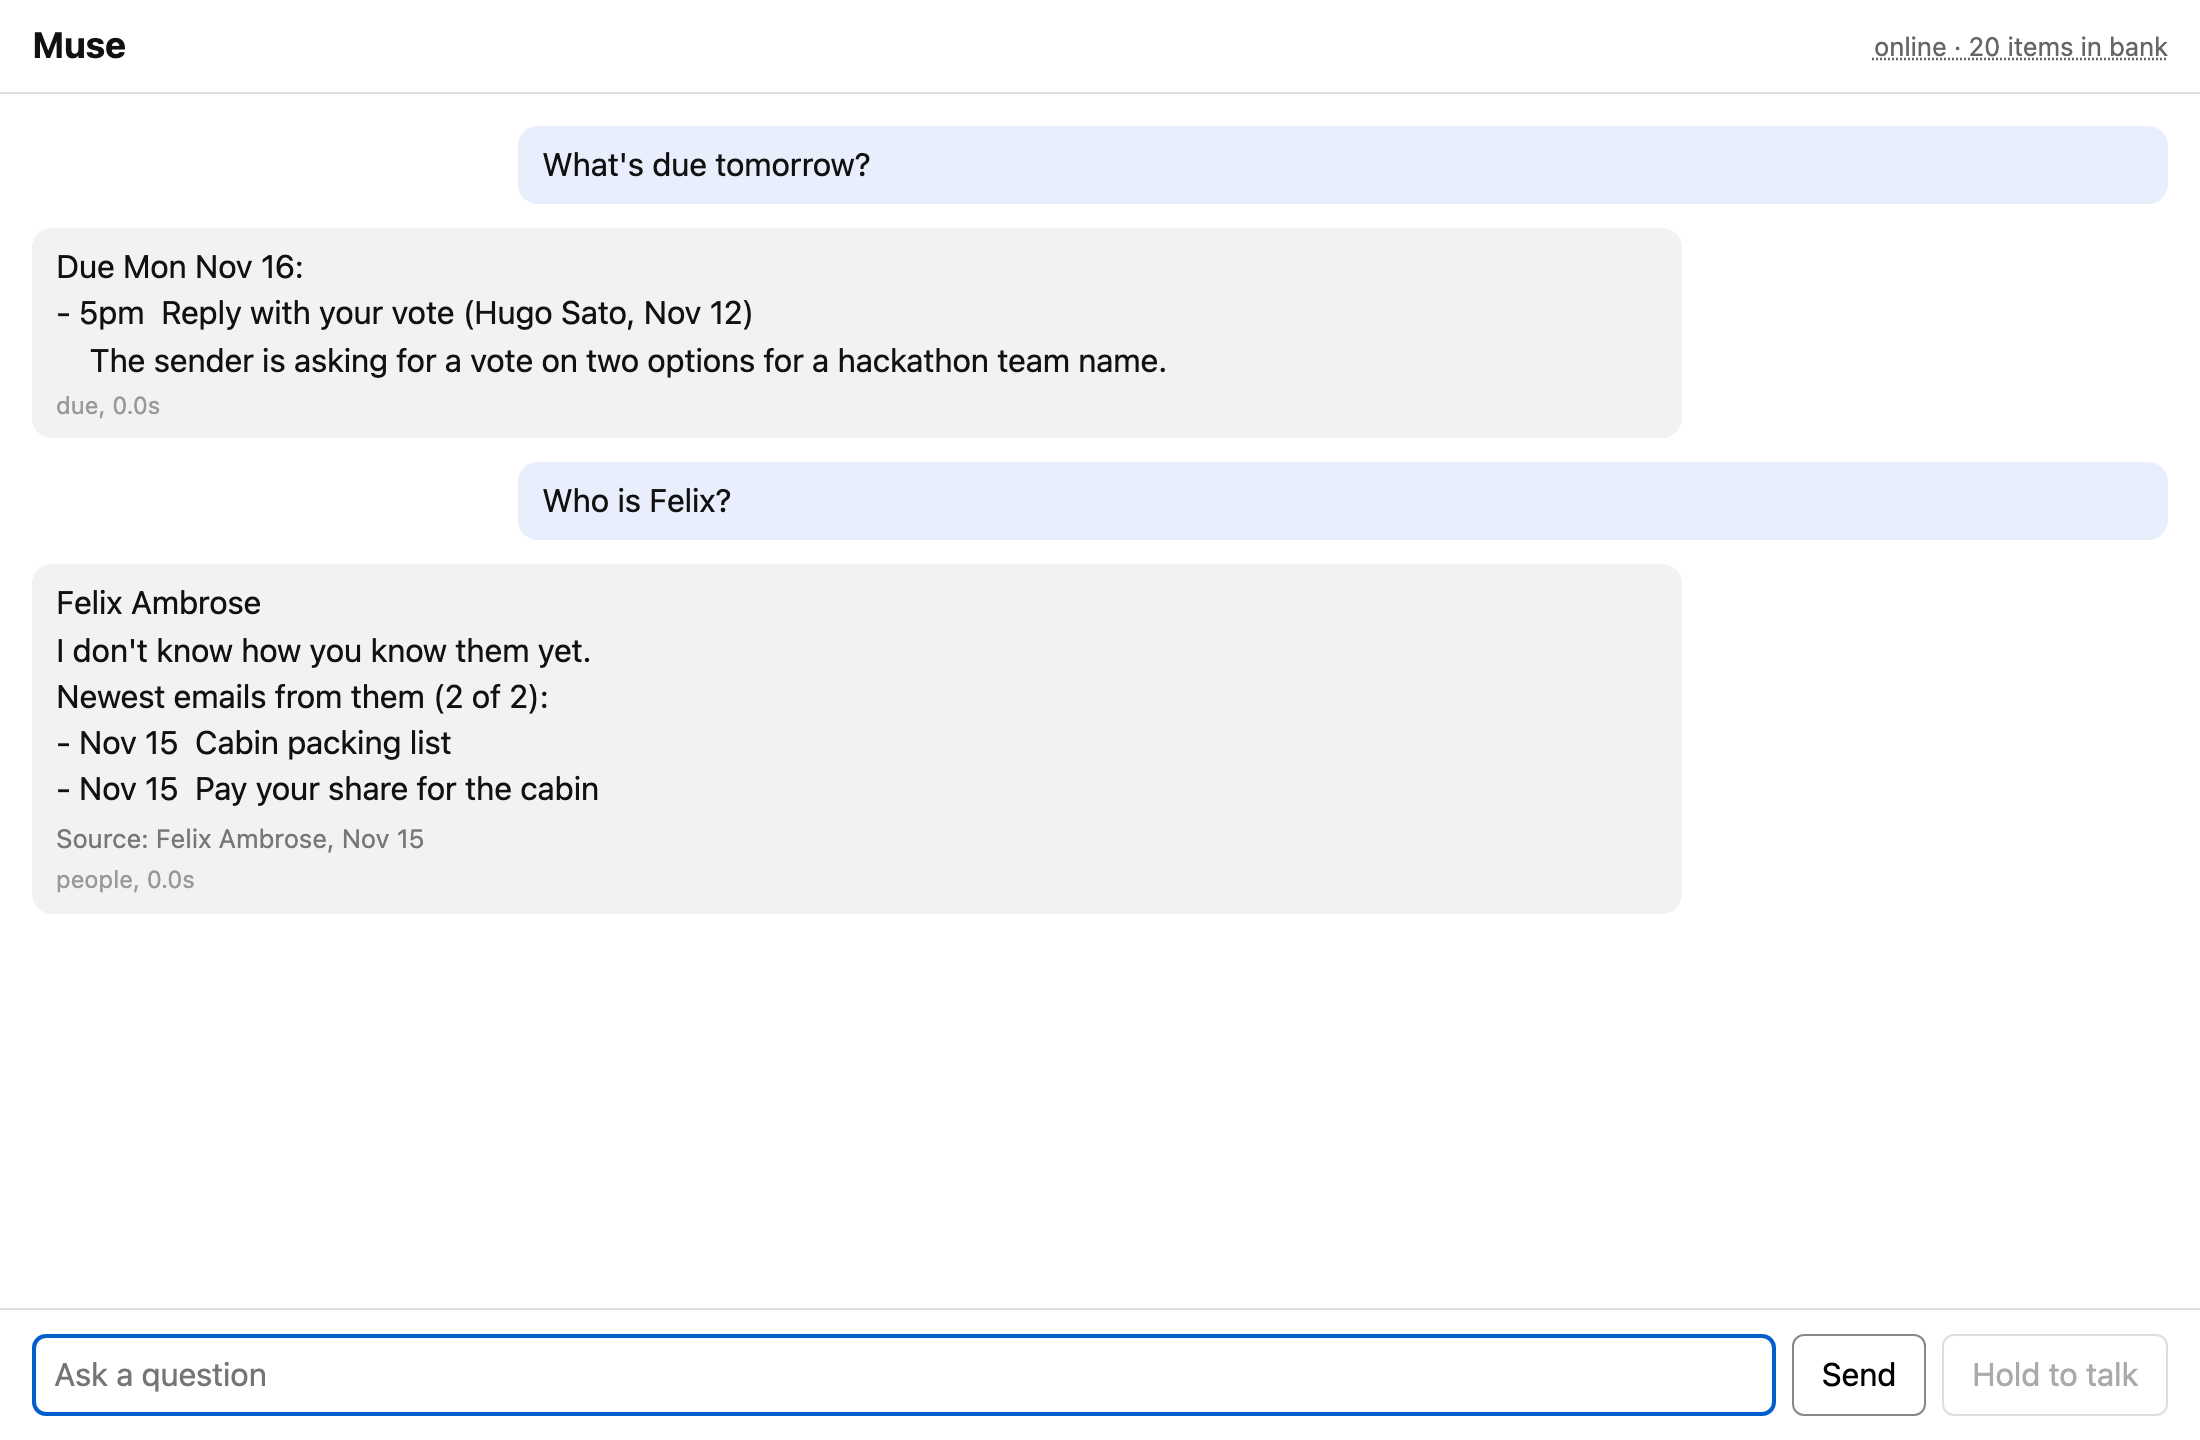 Muse
online · 20 items in bank
What's due tomorrow?
Due Mon Nov 16:
- 5pm  Reply with your vote (Hugo Sato, Nov 12)
The sender is asking for a vote on two options for a hackathon team name.
due, 0.0s
Who is Felix?
Felix Ambrose
I don't know how you know them yet.
Newest emails from them (2 of 2):
- Nov 15  Cabin packing list
- Nov 15  Pay your share for the cabin
Source: Felix Ambrose, Nov 15
people, 0.0s
Ask a question
Send
Hold to talk